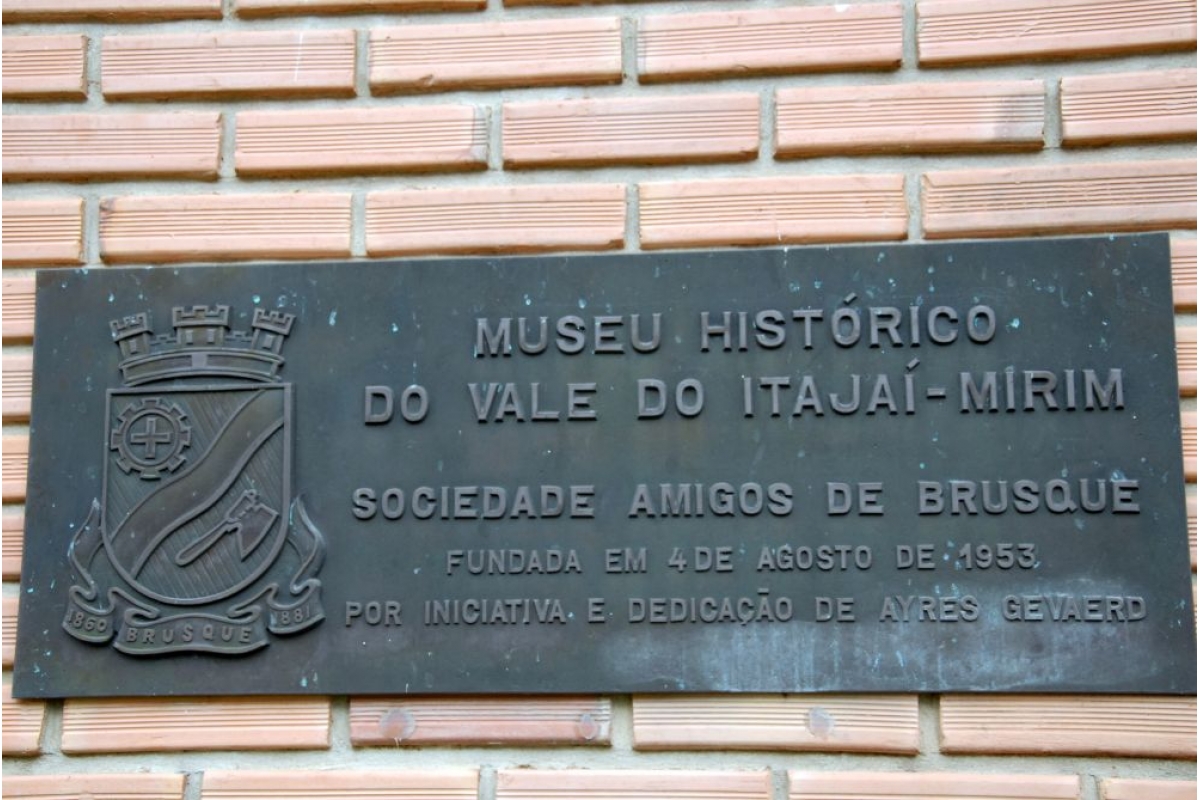 MUSEU HISTÓRICO
DO VALE DO ITAJAÍ-MIRIM
SOCIEDADE AMIGOS DE BRUSQUE
FUNDADA EM 4 DE AGOSTO DE 1953
POR INICIATIVA E DEDICAÇÃO DE AYRES GEVAERD
1860 BRUSQUE 1881